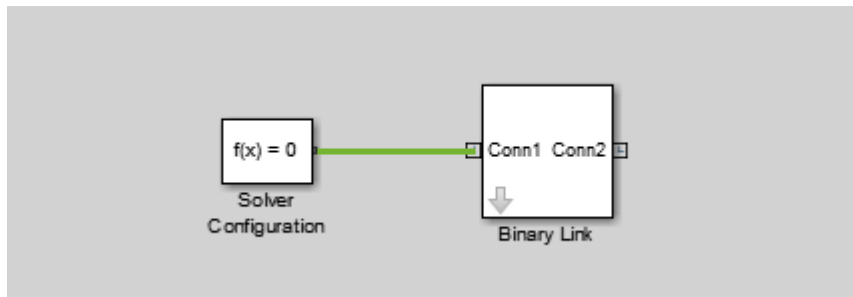 f(x) = 0
Solver
Configuration
Conn1 Conn2
Binary Link